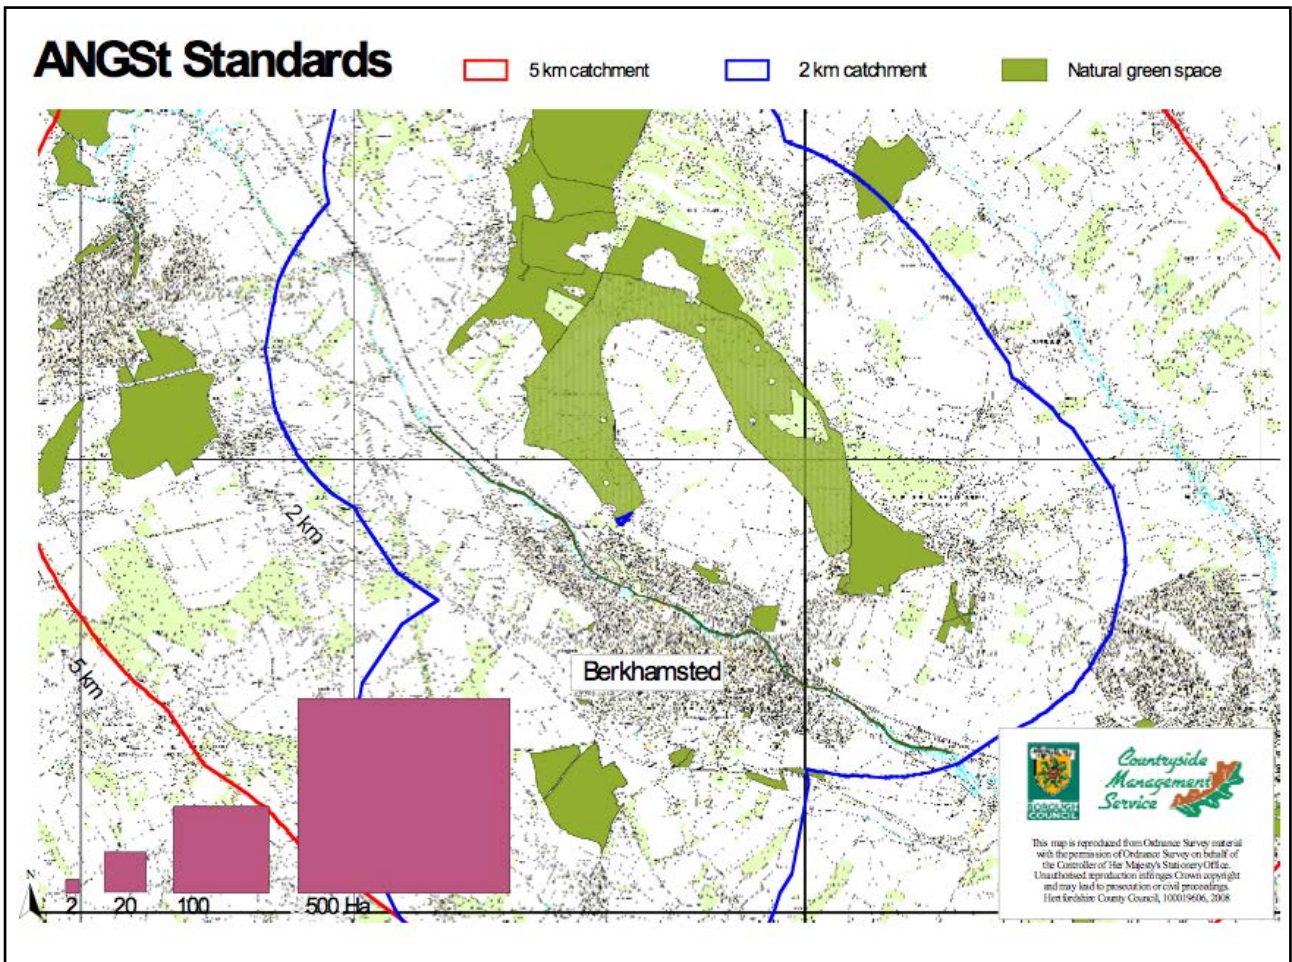 ANGSt Standards
5 km catchment
2 km catchment
Natural green space
2 km
5 km
Berkhamsted
N
2 20 100 500 Ha
BOROUGH
COUNCIL
Countryside
Management
Service
This map is reproduced from Ordnance Survey material
with the permission of Ordnance Survey on behalf of
the Controller of Her Majesty's Stationery Office.
Unauthorised reproduction infringes Crown copyright
and may lead to prosecution or civil proceedings.
Hertfordshire County Council, 100019606, 2008